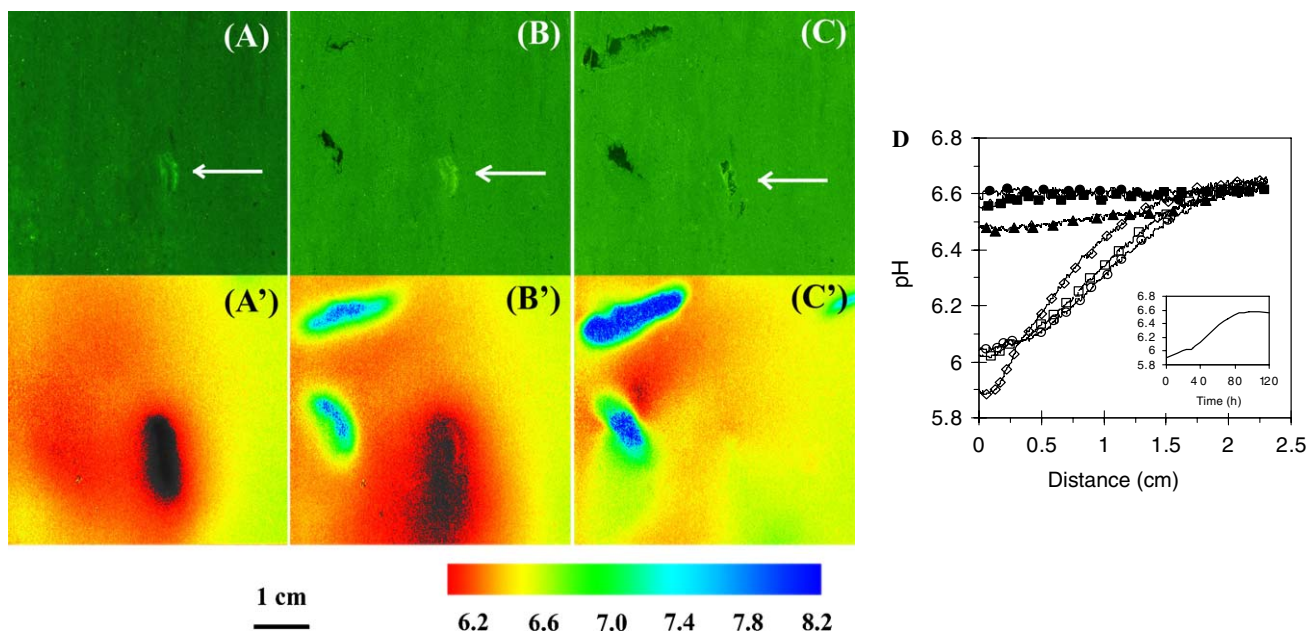 (A)
(B)
(C)
(A’)
(B’)
(C’)
1 cm
6.2 6.6 7.0 7.4 7.8 8.2
D
6.8
6.6
6.4
6.2
6
5.8
pH
0 0.5 1 1.5 2 2.5
Distance (cm)
6.8
6.6
6.4
6.2
6
5.8
0 40 80 120
Time (h)